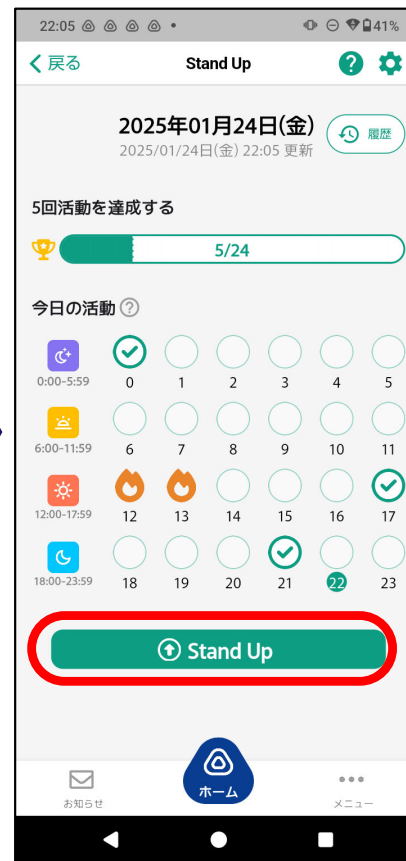 22:05 41%
戻る Stand Up
2025年01月24日(金)
2025/01/24日(金) 22:05 更新
履歴
5回活動を達成する
5/24
今日の活動
0:00-5:59 0 1 2 3 4 5
6:00-11:59 6 7 8 9 10 11
12:00-17:59 12 13 14 15 16 17
18:00-23:59 18 19 20 21 22 23
Stand Up
お知らせ ホーム メニュー